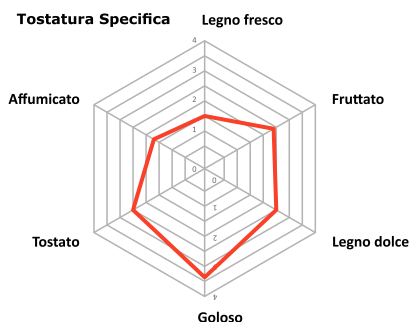 Tostatura Specifica
Legno fresco
4
3
Affumicato
2
Fruttato
1
0
0
1
Tostato
2
Legno dolce
4
Goloso